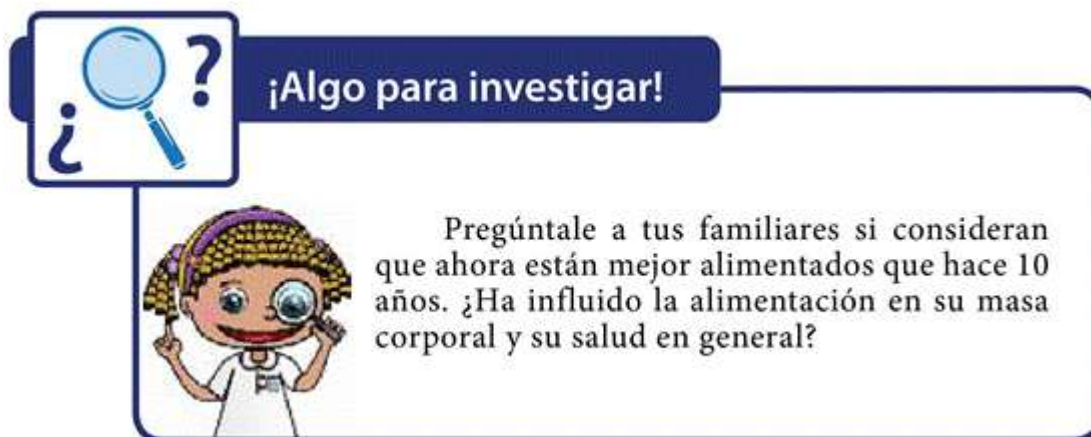 ¿ ?
¡Algo para investigar!
Pregúntale a tus familiares si consideran
que ahora están mejor alimentados que hace 10
años. ¿Ha influido la alimentación en su masa
corporal y su salud en general?